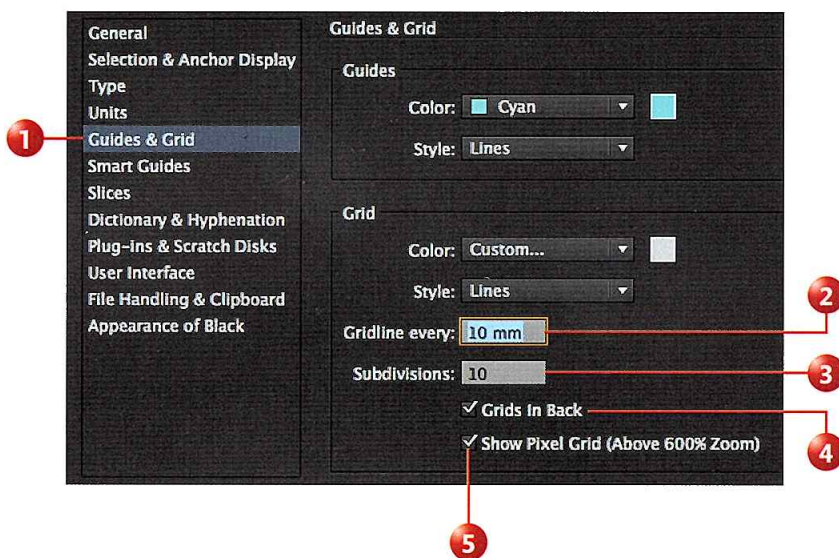 General
Selection & Anchor Display
Type
Units
Guides & Grid
Smart Guides
Slices
Dictionary & Hyphenation
Plug-ins & Scratch Disks
User Interface
File Handling & Clipboard
Appearance of Black
Guides & Grid
Guides
Color: Cyan
Style: Lines
Grid
Color: Custom...
Style: Lines
Gridline every: 10 mm
Subdivisions: 10
Grids In Back
Show Pixel Grid (Above 600% Zoom)
1
2
3
4
5